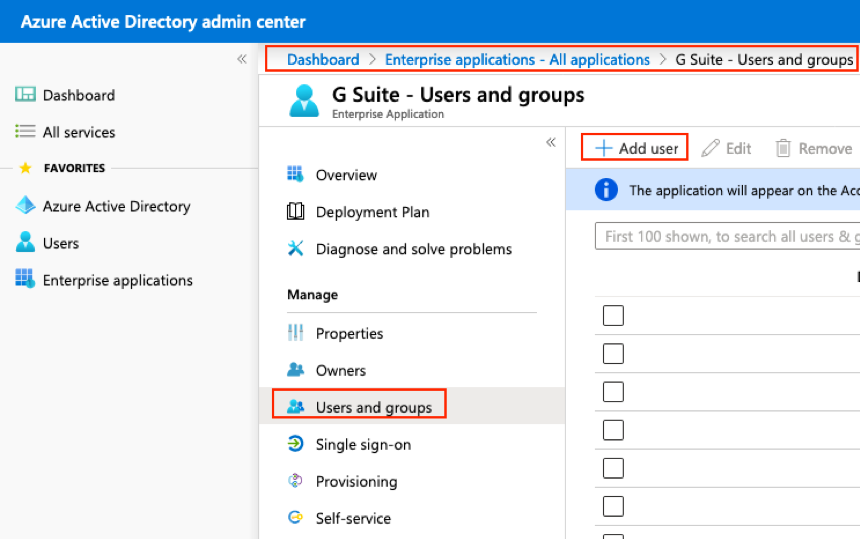 Azure Active Directory admin center
«
Dashboard
All services
FAVORITES
Azure Active Directory
Users
Enterprise applications
Dashboard > Enterprise applications - All applications > G Suite - Users and groups
G Suite - Users and groups
Enterprise Application
«
Overview
Deployment Plan
Diagnose and solve problems
Manage
Properties
Owners
Users and groups
Single sign-on
Provisioning
Self-service
+ Add user Edit Remove
The application will appear on the Acc
First 100 shown, to search all users & g